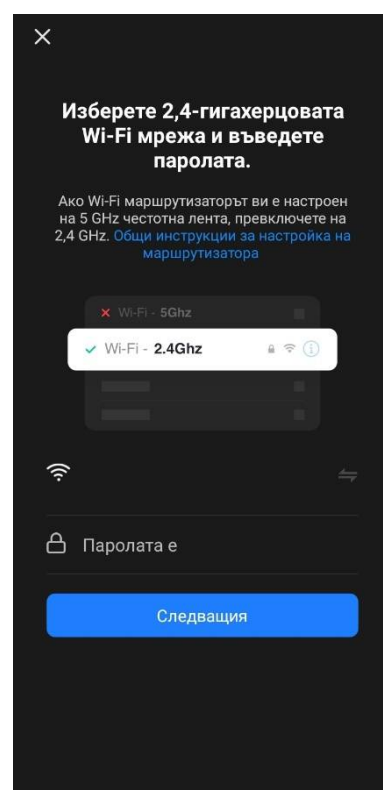 Изберете 2,4-гигахерцовата
Wi-Fi мрежа и въведете
паролата.
Ако Wi-Fi маршрутизаторът ви е настроен
на 5 GHz честотна лента, превключете на
2,4 GHz. Общи инструкции за настройка на
маршрутизатора
Wi-Fi - 5Ghz
Wi-Fi - 2.4Ghz
Паролата е
Следващия